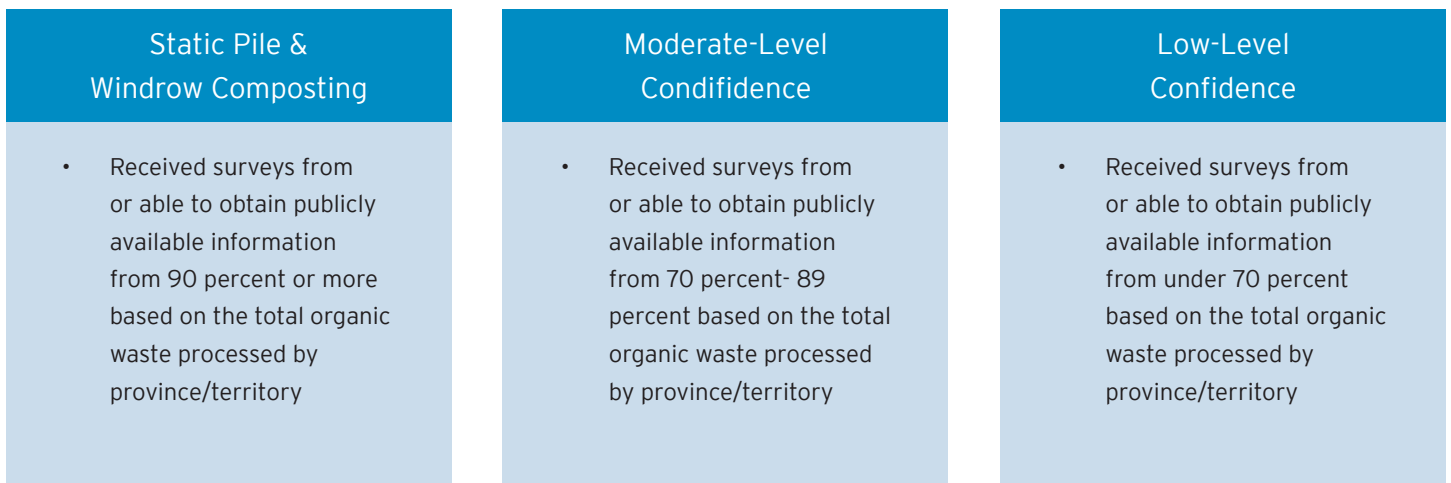 Static Pile &
Windrow Composting
• Received surveys from
or able to obtain publicly
available information
from 90 percent or more
based on the total organic
waste processed by
province/territory
Moderate-Level
Condifidence
• Received surveys from
or able to obtain publicly
available information
from 70 percent- 89
percent based on the total
organic waste processed
by province/territory
Low-Level
Confidence
• Received surveys from
or able to obtain publicly
available information
from under 70 percent
based on the total organic
waste processed by
province/territory